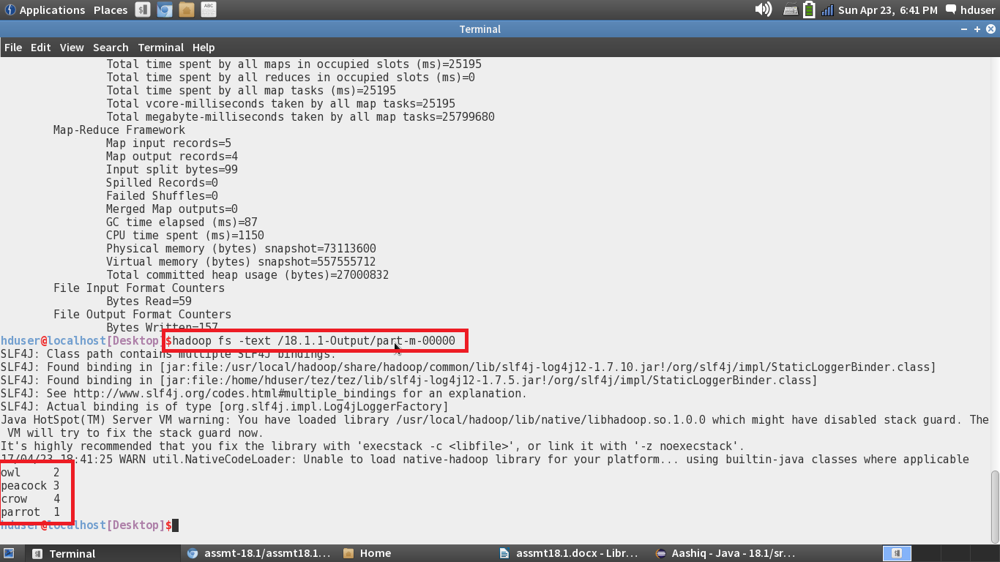 Applications Places ABC Sun Apr 23, 6:41 PM hduser
Terminal
File Edit View Search Terminal Help
Total time spent by all maps in occupied slots (ms)=25195
Total time spent by all reduces in occupied slots (ms)=0
Total time spent by all map tasks (ms)=25195
Total vcore-milliseconds taken by all map tasks=25195
Total megabyte-milliseconds taken by all map tasks=25799680
Map-Reduce Framework
Map input records=5
Map output records=4
Input split bytes=99
Spilled Records=0
Failed Shuffles=0
Merged Map outputs=0
GC time elapsed (ms)=87
CPU time spent (ms)=1150
Physical memory (bytes) snapshot=73113600
Virtual memory (bytes) snapshot=557555712
Total committed heap usage (bytes)=27000832
File Input Format Counters
Bytes Read=59
File Output Format Counters
Bytes Written=157
hduser@localhost[Desktop]$hadoop fs -text /18.1.1-Output/part-m-00000
SLF4J: Class path contains multiple SLF4J bindings.
SLF4J: Found binding in [jar:file:/usr/local/hadoop/share/hadoop/common/lib/slf4j-log4j12-1.7.10.jar!/org/slf4j/impl/StaticLoggerBinder.class]
SLF4J: Found binding in [jar:file:/home/hduser/tez/tez/lib/slf4j-log4j12-1.7.5.jar!/org/slf4j/impl/StaticLoggerBinder.class]
SLF4J: See http://www.slf4j.org/codes.html#multiple_bindings for an explanation.
SLF4J: Actual binding is of type [org.slf4j.impl.Log4jLoggerFactory]
Java HotSpot(TM) Server VM warning: You have loaded library /usr/local/hadoop/lib/native/libhadoop.so.1.0.0 which might have disabled stack guard. The
VM will try to fix the stack guard now.
It's highly recommended that you fix the library with 'execstack -c <libfile>', or link it with '-z noexecstack'.
17/04/23 18:41:25 WARN util.NativeCodeLoader: Unable to load native-hadoop library for your platform... using builtin-java classes where applicable
owl 2
peacock 3
crow 4
parrot 1
hduser@localhost[Desktop]$
Terminal assmt-18.1/assmt18.1... Home assmt18.1.docx - Libr... Aashiq - Java - 18.1/sr...